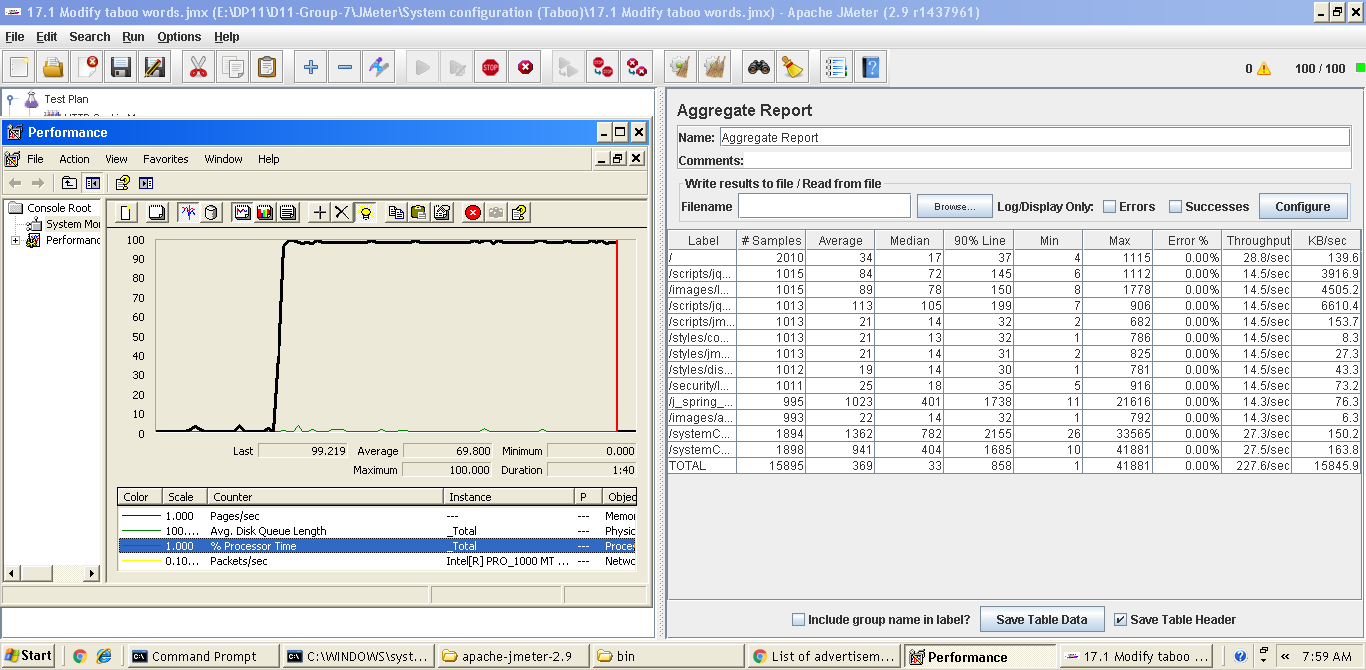 17.1 Modify taboo words.jmx (E:\DP11\D11-Group-7\JMeter\System configuration (Taboo)\17.1 Modify taboo words.jmx) - Apache JMeter (2.9 r1437961)
File Edit Search Run Options Help
STOP STOP
0 100 / 100
Test Plan
Performance
File Action View Favorites Window Help
Console Root
System Mor
Performanc
100
90
80
70
60
50
40
30
20
10
0
Last 99.219 Average 69.800 Minimum 0.000
Maximum 100.000 Duration 1:40
Color Scale Counter Instance P Objec
1.000 Pages/sec --- --- Memor
100.... Avg. Disk Queue Length _Total --- Physic
1.000 % Processor Time _Total --- Proces
0.10... Packets/sec Intel[R] PRO_1000 MT ... --- Netwo
Aggregate Report
Name: Aggregate Report
Comments:
Write results to file / Read from file
Filename Browse... Log/Display Only: Errors Successes Configure
Label # Samples Average Median 90% Line Min Max Error % Throughput KB/sec
/ 2010 34 17 37 4 1115 0.00% 28.8/sec 139.6
/scripts/jq... 1015 84 72 145 6 1112 0.00% 14.5/sec 3916.9
/images/l... 1015 89 78 150 8 1778 0.00% 14.5/sec 4505.2
/scripts/jq... 1013 113 105 199 7 906 0.00% 14.5/sec 6610.4
/scripts/jm... 1013 21 14 32 2 682 0.00% 14.5/sec 153.7
/styles/co... 1013 21 13 32 1 786 0.00% 14.5/sec 8.3
/styles/jm... 1013 21 14 31 2 825 0.00% 14.5/sec 27.3
/styles/dis... 1012 19 14 30 1 781 0.00% 14.5/sec 43.3
/security/l... 1011 25 18 35 5 916 0.00% 14.5/sec 73.2
/j_spring_... 995 1023 401 1738 11 21616 0.00% 14.3/sec 76.3
/images/a... 993 22 14 32 1 792 0.00% 14.3/sec 6.3
/systemC... 1894 1362 782 2155 26 33565 0.00% 27.3/sec 150.2
/systemC... 1898 941 404 1685 10 41881 0.00% 27.5/sec 163.8
TOTAL 15895 369 33 858 1 41881 0.00% 227.6/sec 15845.9
Include group name in label? Save Table Data Save Table Header
Start Command Prompt C:\WINDOWS\syst... apache-jmeter-2.9 bin List of advertisem... Performance 17.1 Modify taboo ... 7:59 AM